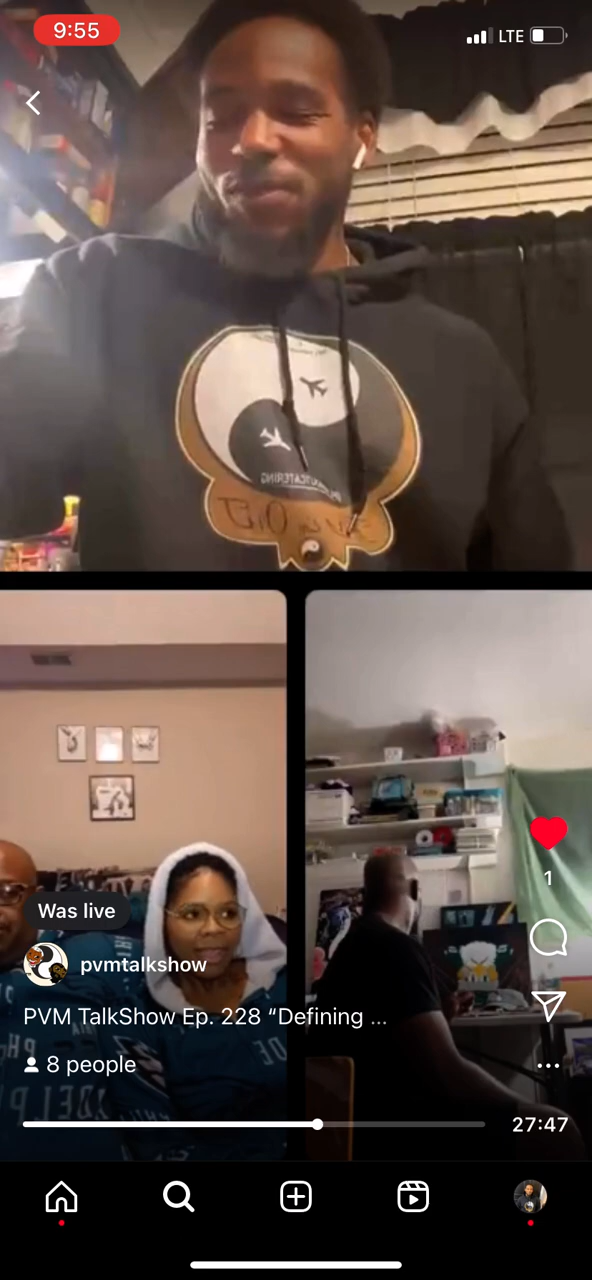 9:55
LTE
Was live
pvmtalkshow
PVM TalkShow Ep. 228 “Defining ...
8 people
1
27:47